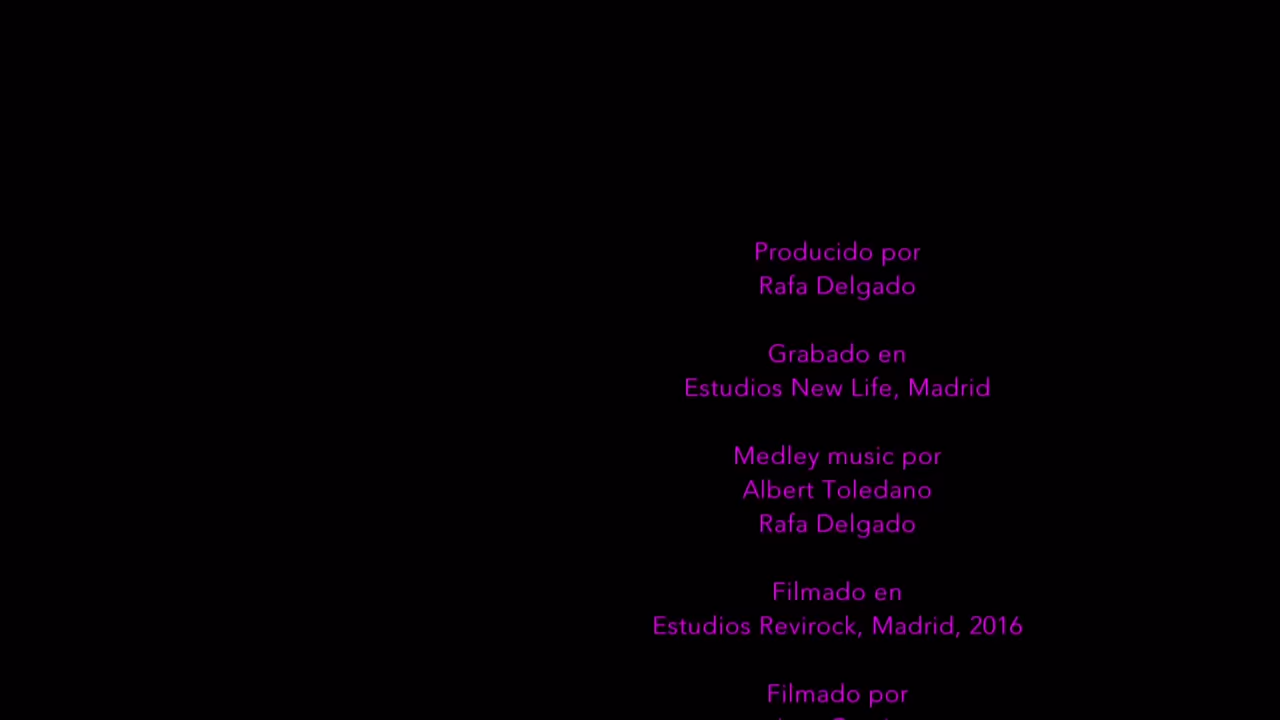 Producido por
Rafa Delgado
Grabado en
Estudios New Life, Madrid
Medley music por
Albert Toledano
Rafa Delgado
Filmado en
Estudios Revirock, Madrid, 2016
Filmado por